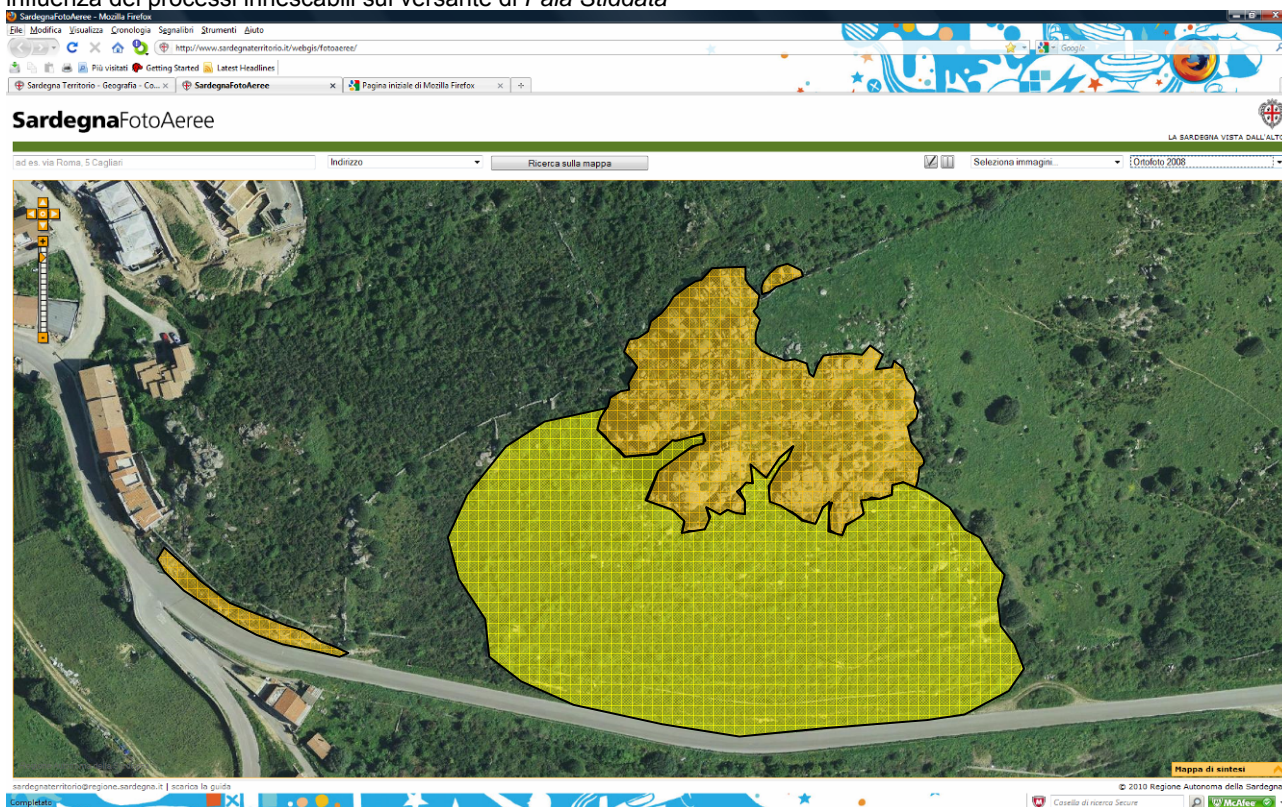 influenza dei processi innescabili sul versante di Pala Stiddata
SardegnaFotoAeree - Mozilla Firefox
File Modifica Visualizza Cronologia Segnalibri Strumenti Aiuto
http://www.sardegnaterritorio.it/webgis/fotoaeree/
Google
Più visitati Getting Started Latest Headlines
Sardegna Territorio - Geografia - Co... SardegnaFotoAeree Pagina iniziale di Mozilla Firefox
SardegnaFotoAeree
LA SARDEGNA VISTA DALL'ALTO
ad es. via Roma, 5 Cagliari Indirizzo Ricerca sulla mappa Seleziona immagini... Ortofoto 2008
Mappa di sintesi
sardegnaterritorio@regione.sardegna.it | scarica la guida © 2010 Regione Autonoma della Sardegna
Completato Casella di ricerca Secure McAfee